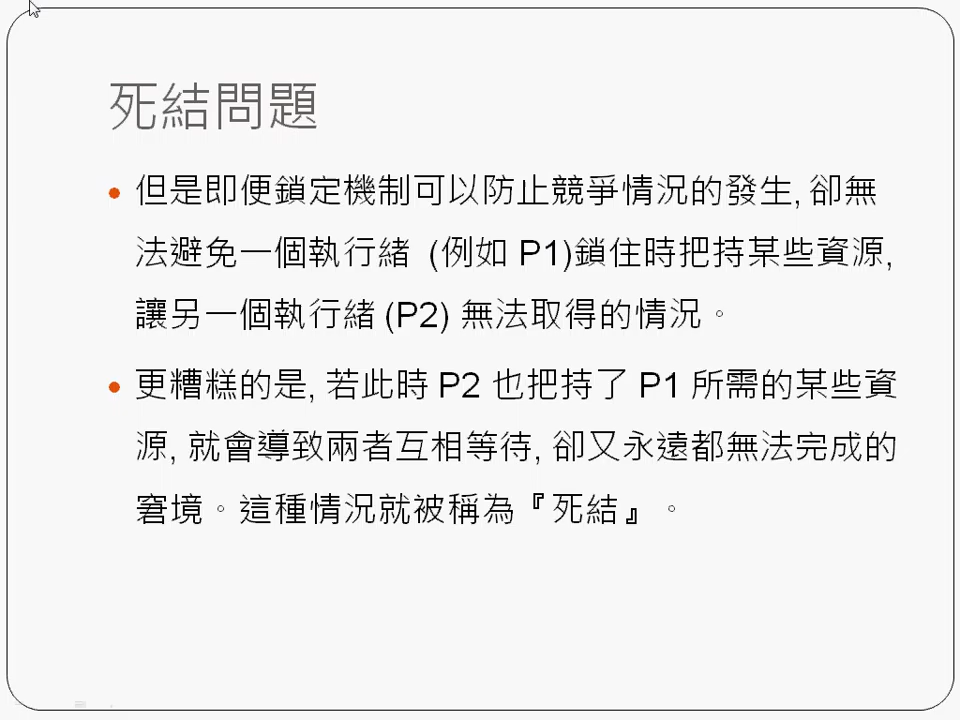 死結問題
但是即便鎖定機制可以防止競爭情況的發生, 卻無
法避免一個執行緒 (例如 P1)鎖住時把持某些資源,
讓另一個執行緒 (P2) 無法取得的情況。
更糟糕的是, 若此時 P2 也把持了 P1 所需的某些資
源, 就會導致兩者互相等待, 卻又永遠都無法完成的
窘境。這種情況就被稱為『死結』。